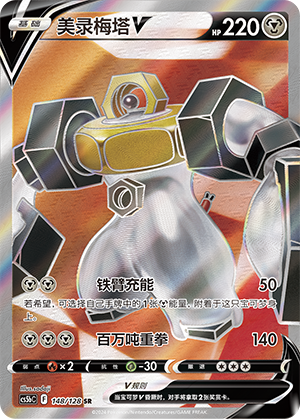 基础 美录梅塔V HP 220
铁臂充能 50
若希望,可选择自己手牌中的1张能量,附着于这只宝可梦身
上。
百万吨重拳 140
弱点 ×2 抗性 -30 撤退
V规则
当宝可梦V昏厥时,对手将拿取2张奖赏卡。
Illus. sadaji
CS5bC F 148/128 SR